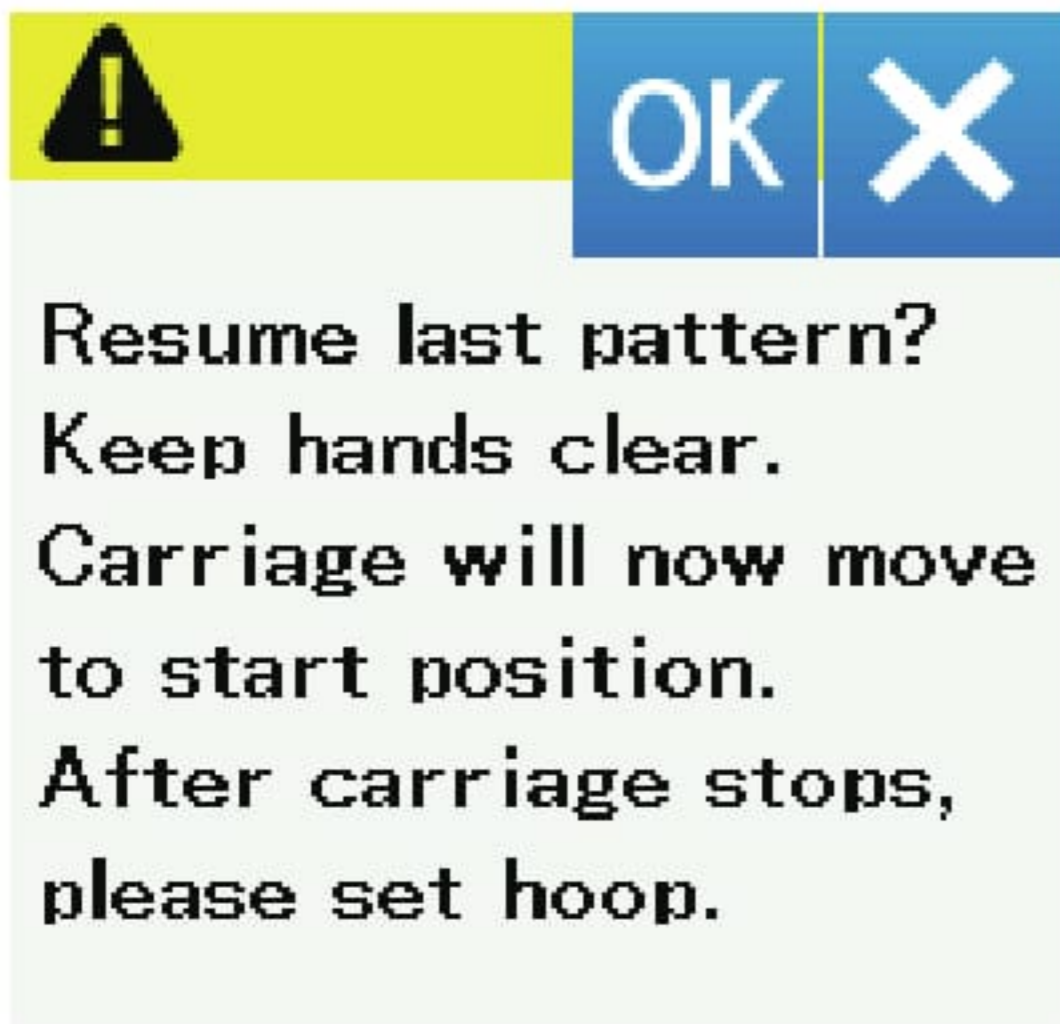 OK
Resume last pattern?
Keep hands clear.
Carriage will now move
to start position.
After carriage stops,
please set hoop.